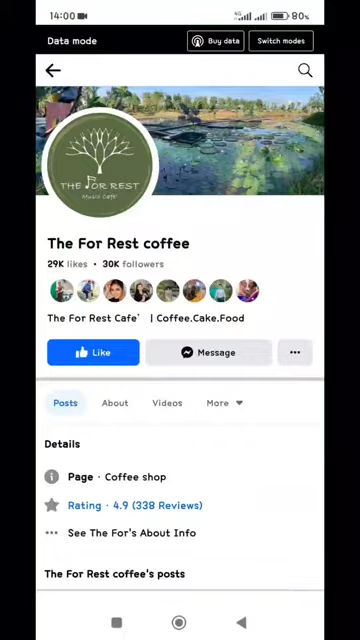 14:00
4G
80%
Data mode
Buy data
Switch modes
THE FOR REST
Music Cafe'
The For Rest coffee
29K likes • 30K followers
The For Rest Cafe' | Coffee.Cake.Food
Like
Message
Posts
About
Videos
More
Details
Page · Coffee shop
Rating · 4.9 (338 Reviews)
See The For's About Info
The For Rest coffee's posts